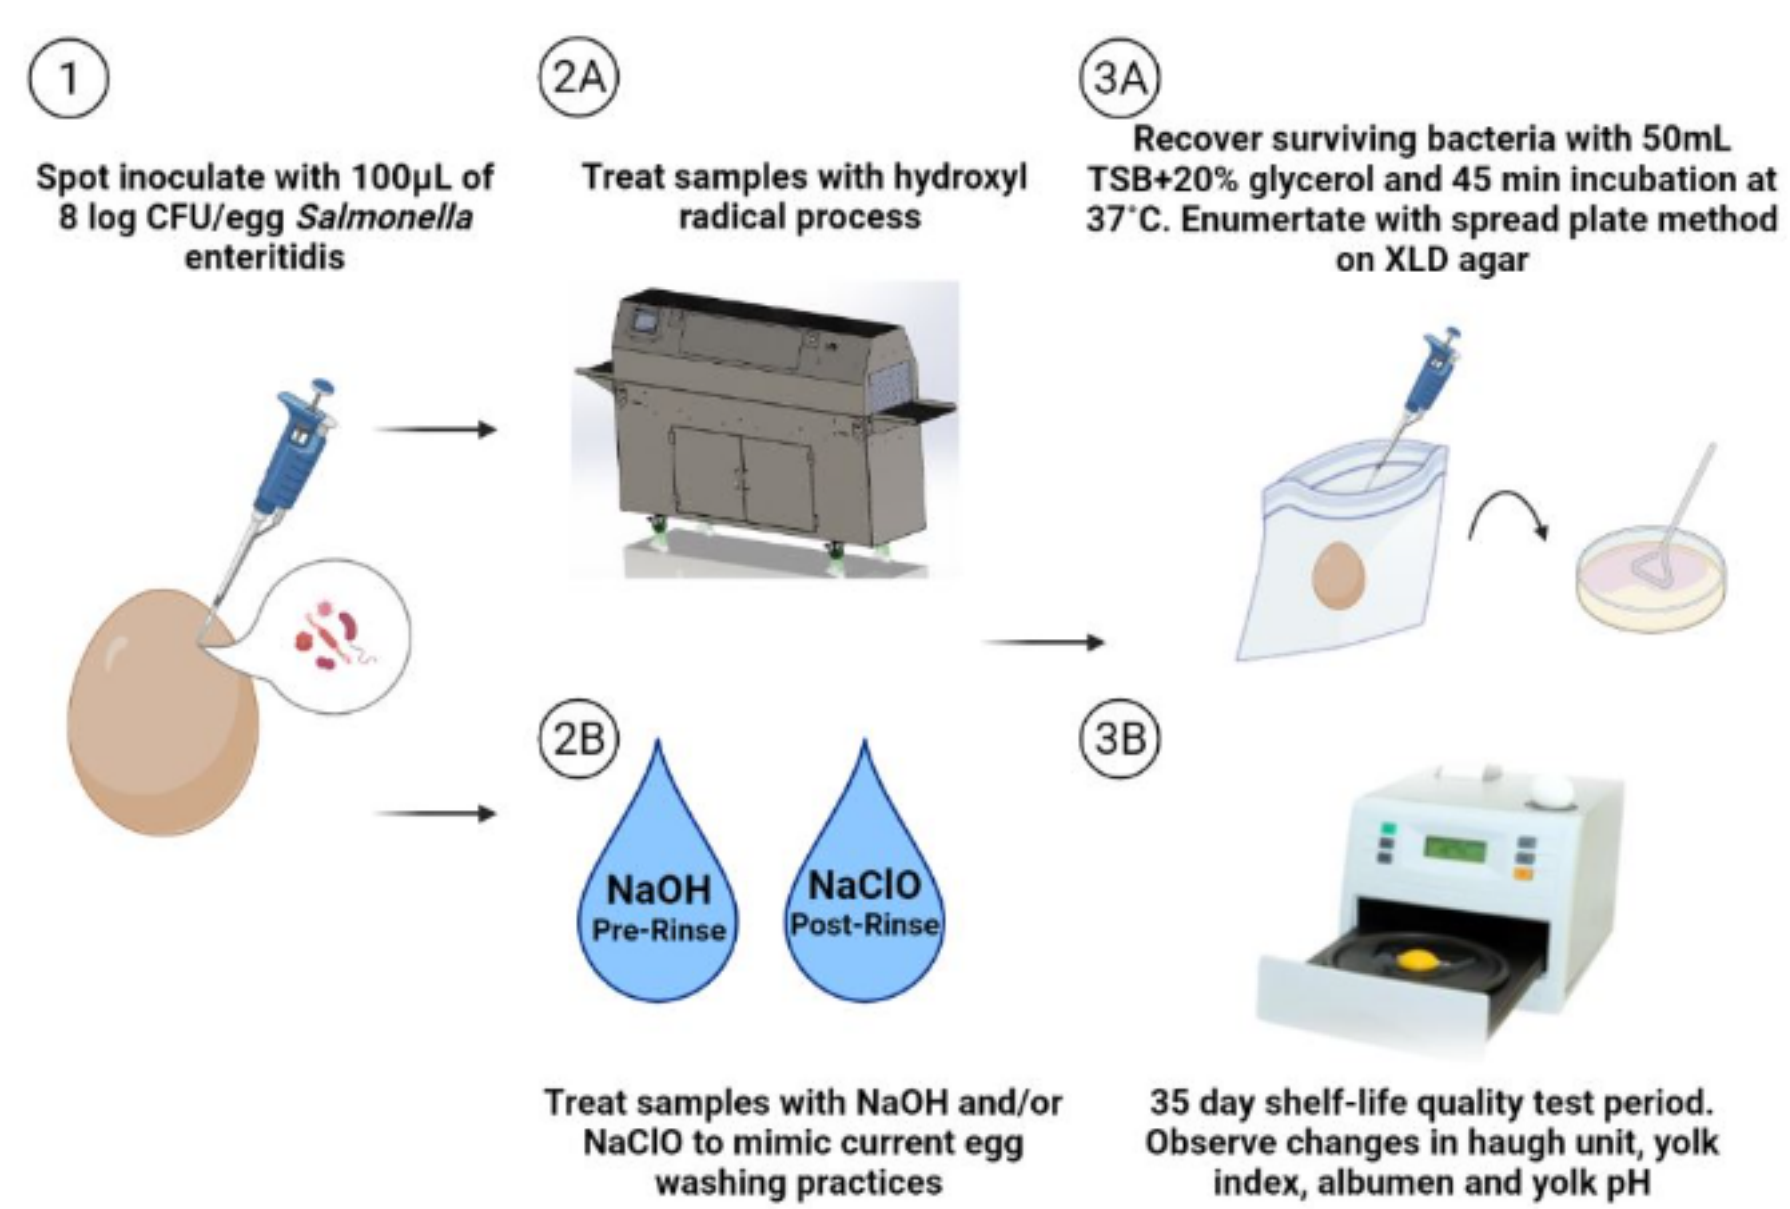 1
Spot inoculate with 100µL of
8 log CFU/egg Salmonella
enteritidis
2A
Treat samples with hydroxyl
radical process
3A
Recover surviving bacteria with 50mL
TSB+20% glycerol and 45 min incubation at
37°C. Enumertate with spread plate method
on XLD agar
2B
NaOH
Pre-Rinse
NaClO
Post-Rinse
Treat samples with NaOH and/or
NaClO to mimic current egg
washing practices
3B
35 day shelf-life quality test period.
Observe changes in haugh unit, yolk
index, albumen and yolk pH